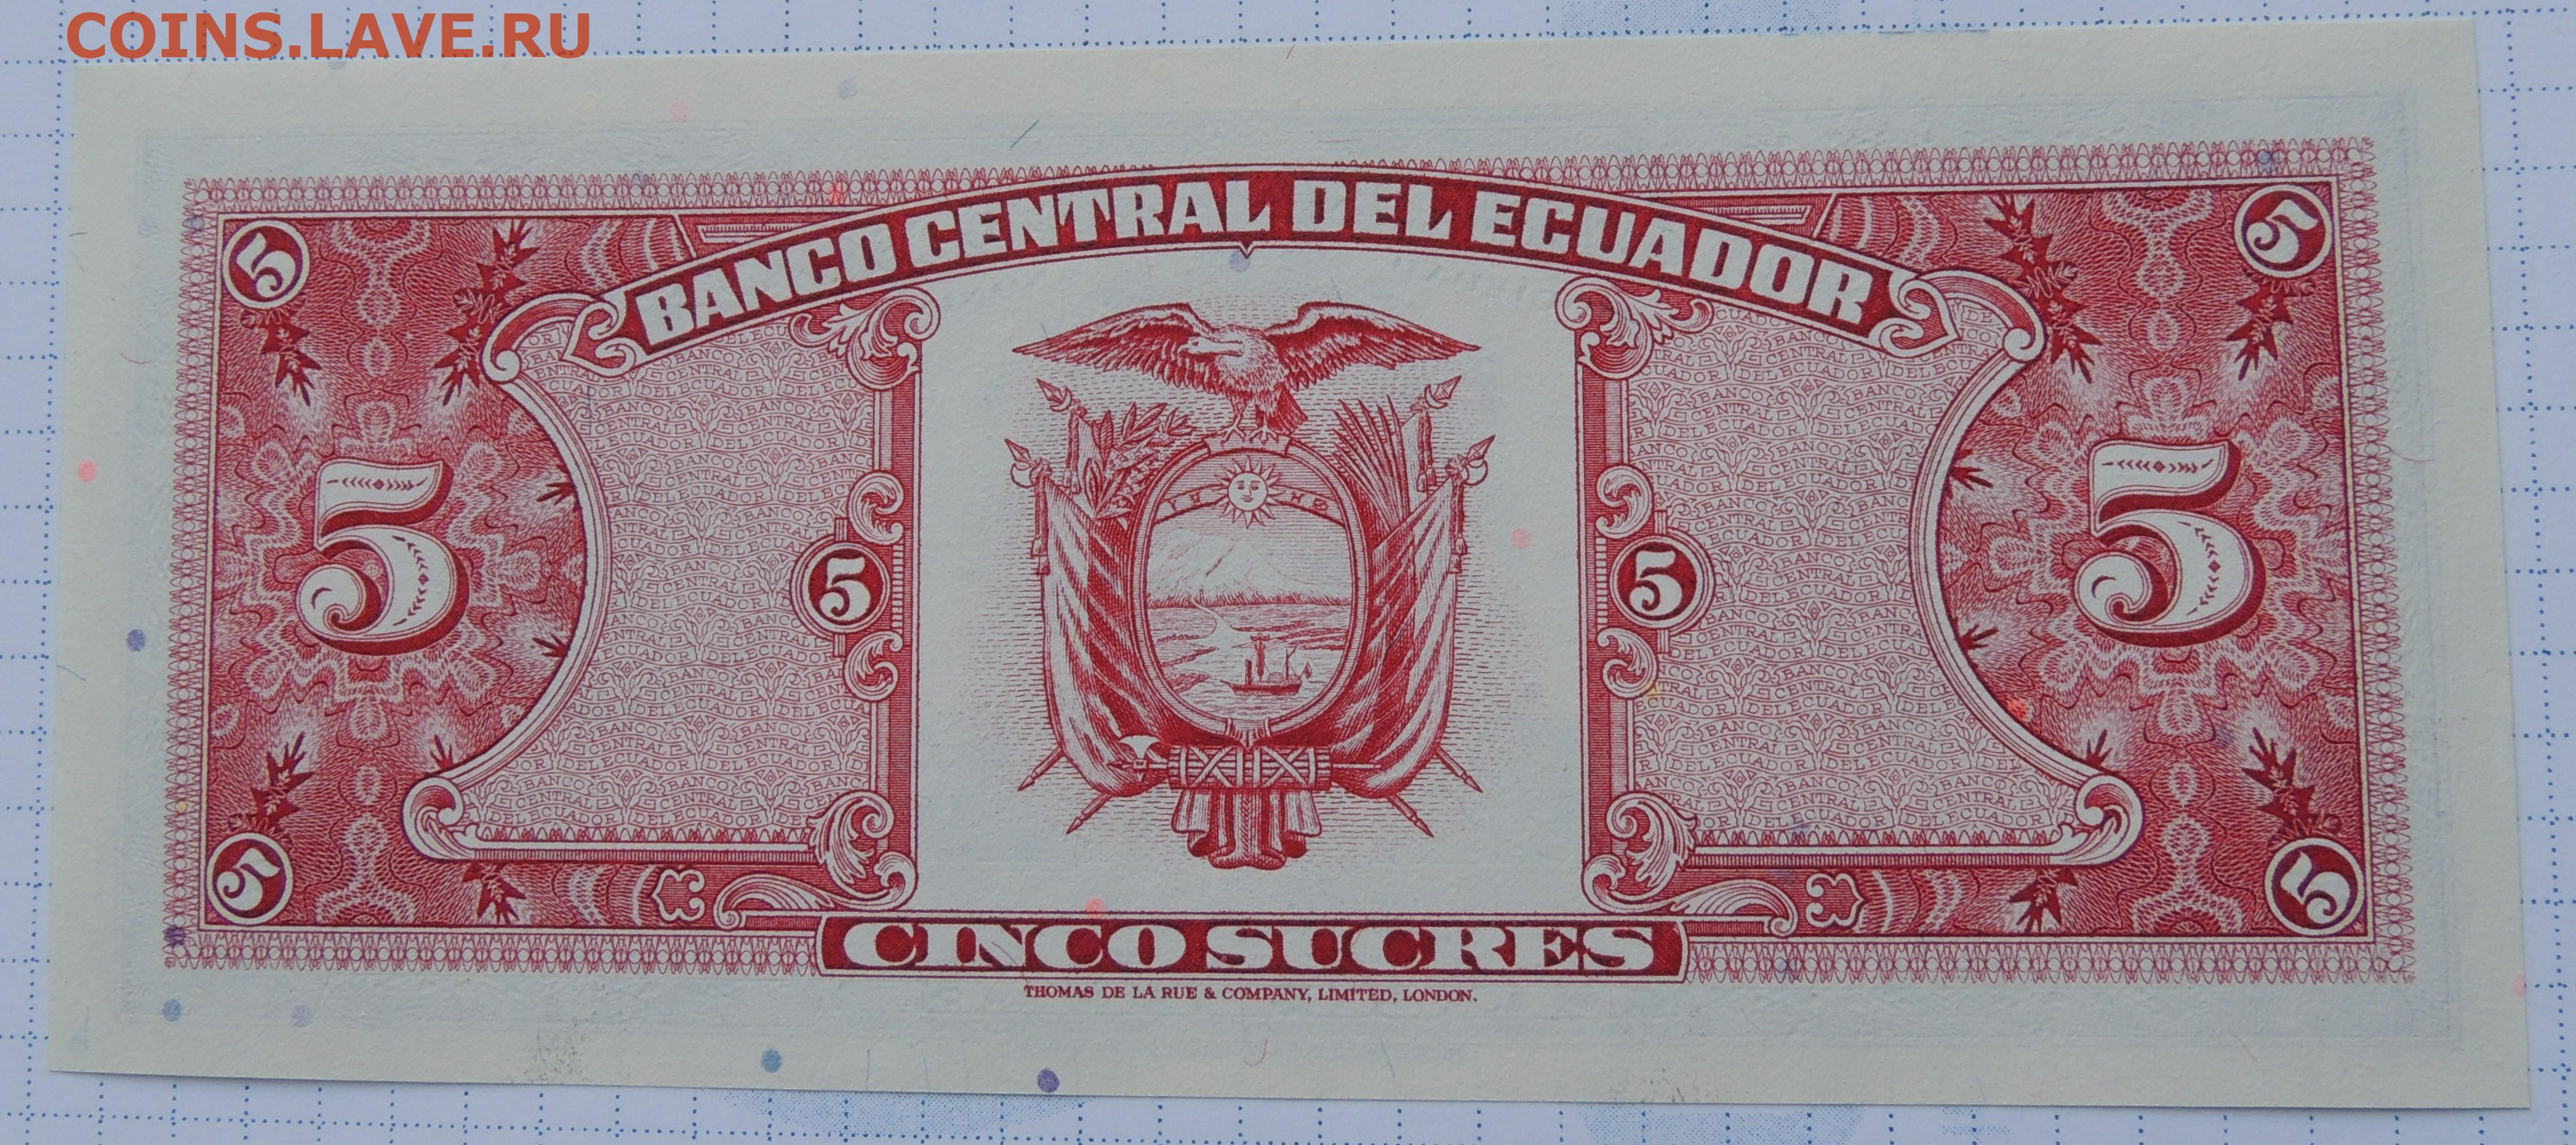 COINS.LAVE.RU
BANCO CENTRAL DEL ECUADOR
5 5
5 5 5 5
5 5
CINCO SUCRES
THOMAS DE LA RUE & COMPANY, LIMITED, LONDON.